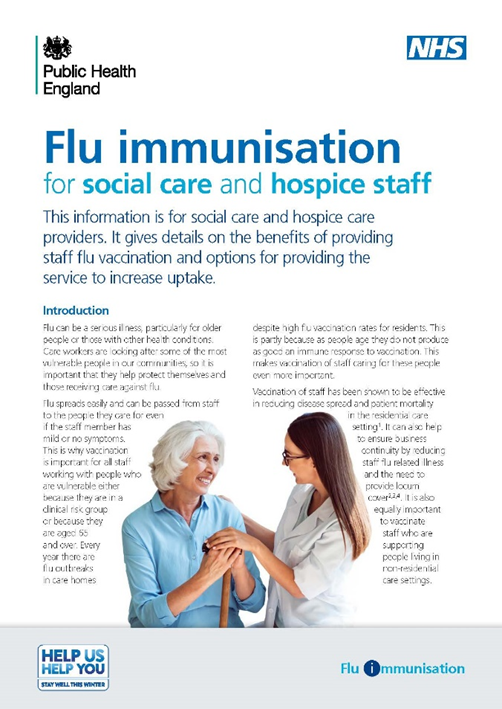 Public Health
England
NHS
Flu immunisation
for social care and hospice staff
This information is for social care and hospice care
providers. It gives details on the benefits of providing
staff flu vaccination and options for providing the
service to increase uptake.
Introduction
Flu can be a serious illness, particularly for older
people or those with other health conditions.
Care workers are looking after some of the most
vulnerable people in our communities, so it is
important that they help protect themselves and
those receiving care against flu.
Flu spreads easily and can be passed from staff
to the people they care for even
if the staff member has
mild or no symptoms.
This is why vaccination
is important for all staff
working with people who
are vulnerable either
because they are in a
clinical risk group
or because they
are aged 65
and over. Every
year there are
flu outbreaks
in care homes
despite high flu vaccination rates for residents. This
is partly because as people age they do not produce
as good an immune response to vaccination. This
makes vaccination of staff caring for these people
even more important.
Vaccination of staff has been shown to be effective
in reducing disease spread and patient mortality
in the residential care
setting¹. It can also help
to ensure business
continuity by reducing
staff flu related illness
and the need to
provide locum
cover²,³,⁴. It is also
equally important
to vaccinate
staff who are
supporting
people living in
non-residential
care settings.
HELP US
HELP YOU
STAY WELL THIS WINTER
Flu immunisation